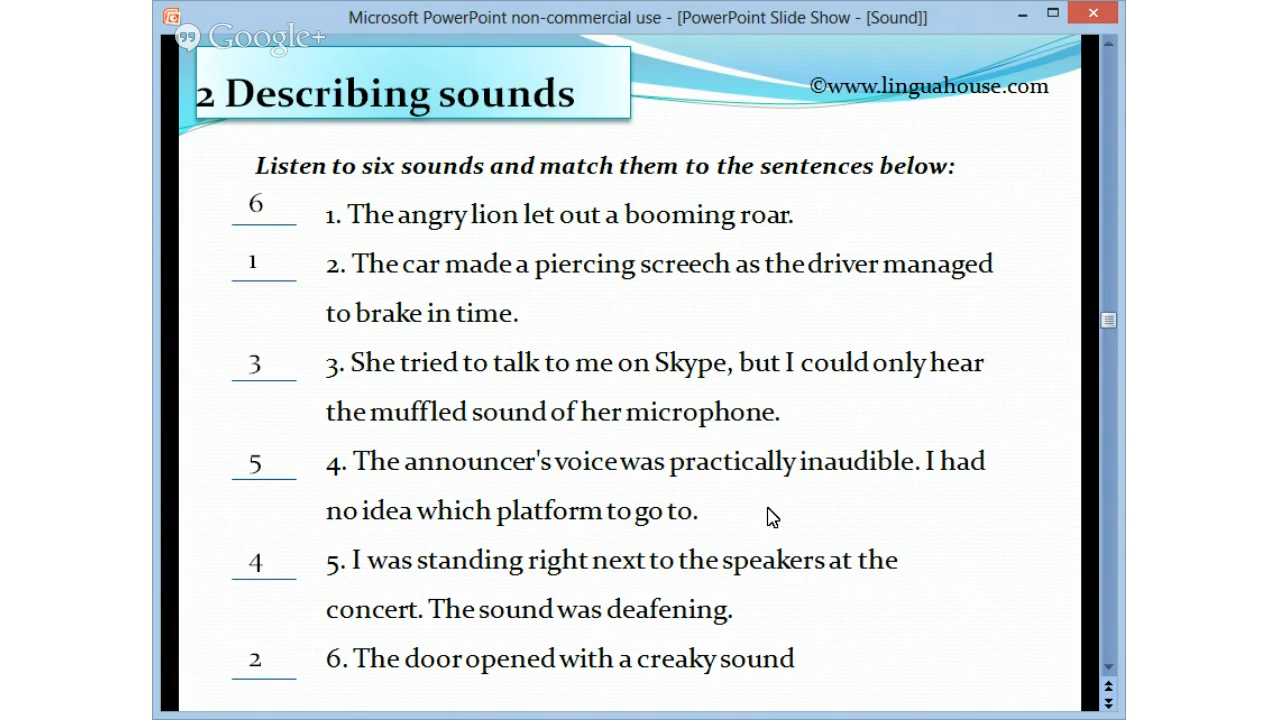 Microsoft PowerPoint non-commercial use - [PowerPoint Slide Show - [Sound]]
Google+
2 Describing sounds
©www.linguahouse.com
Listen to six sounds and match them to the sentences below:
6 1. The angry lion let out a booming roar.
1 2. The car made a piercing screech as the driver managed
to brake in time.
3 3. She tried to talk to me on Skype, but I could only hear
the muffled sound of her microphone.
5 4. The announcer's voice was practically inaudible. I had
no idea which platform to go to.
4 5. I was standing right next to the speakers at the
concert. The sound was deafening.
2 6. The door opened with a creaky sound